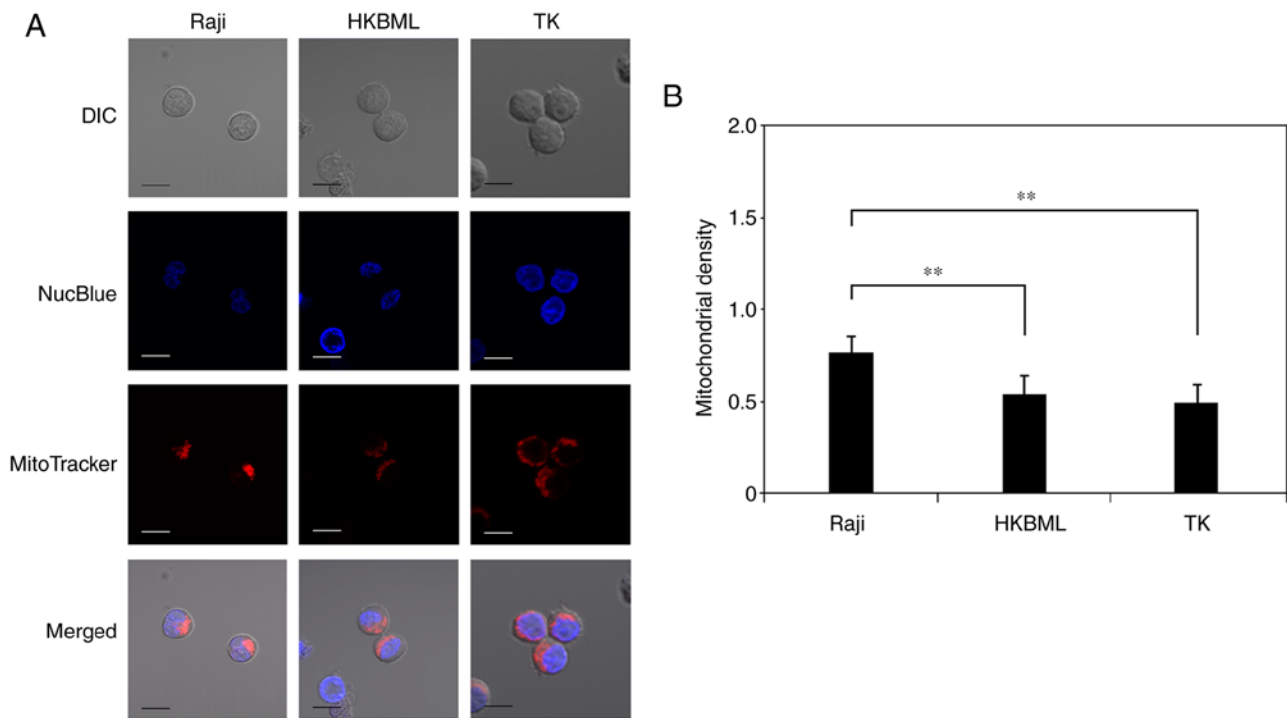 A
Raji HKBML TK
DIC
NucBlue
MitoTracker
Merged
B
Mitochondrial density
2.0
1.5
1.0
0.5
0
**
**
Raji HKBML TK